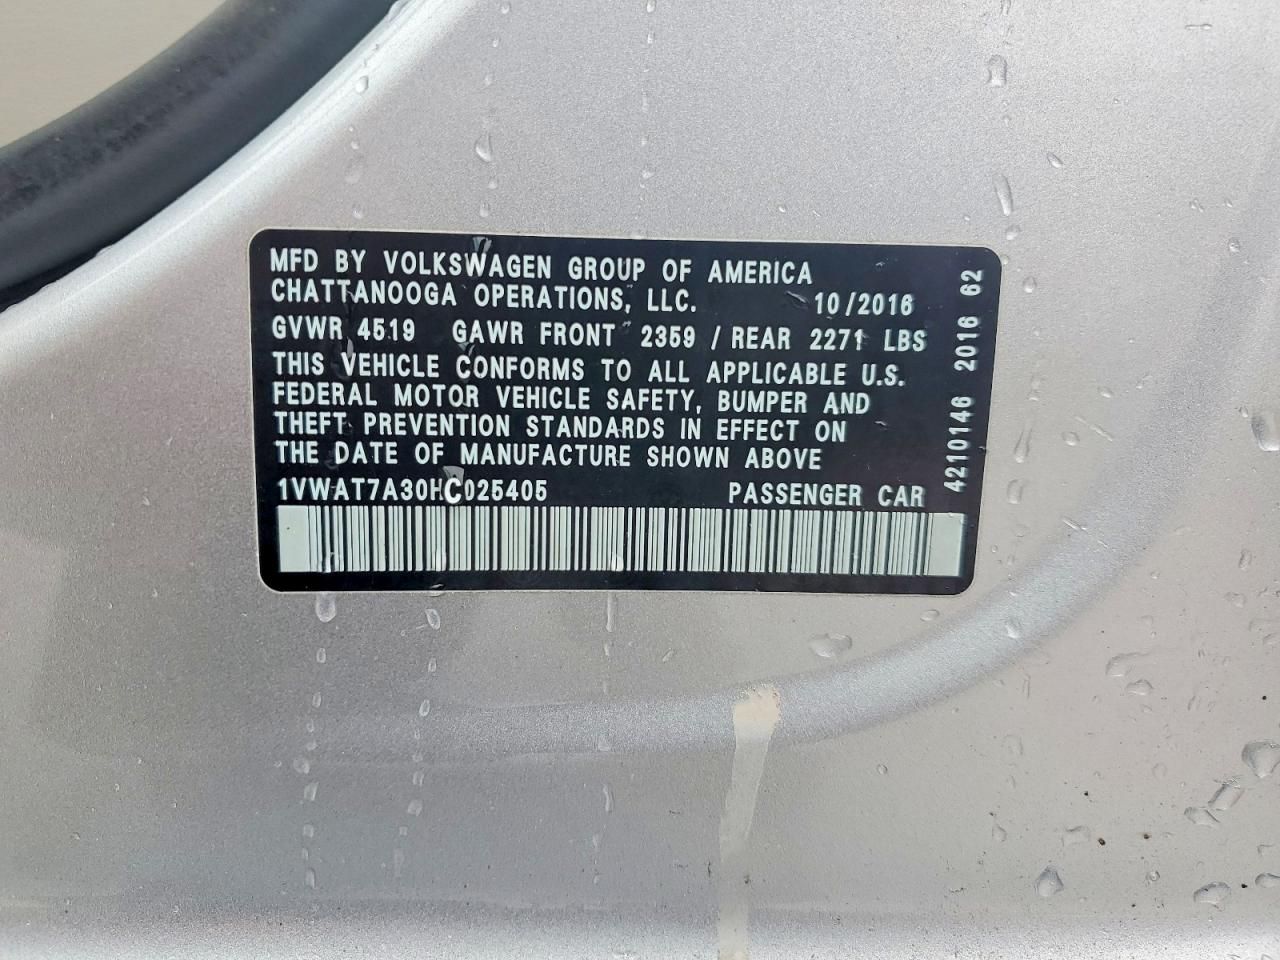 MFD BY VOLKSWAGEN GROUP OF AMERICA
CHATTANOOGA OPERATIONS, LLC. 10/2016
GVWR 4519 GAWR FRONT 2359 / REAR 2271 LBS
THIS VEHICLE CONFORMS TO ALL APPLICABLE U.S.
FEDERAL MOTOR VEHICLE SAFETY, BUMPER AND
THEFT PREVENTION STANDARDS IN EFFECT ON
THE DATE OF MANUFACTURE SHOWN ABOVE
1VWAT7A30HC025405 PASSENGER CAR
4210146 2016 62